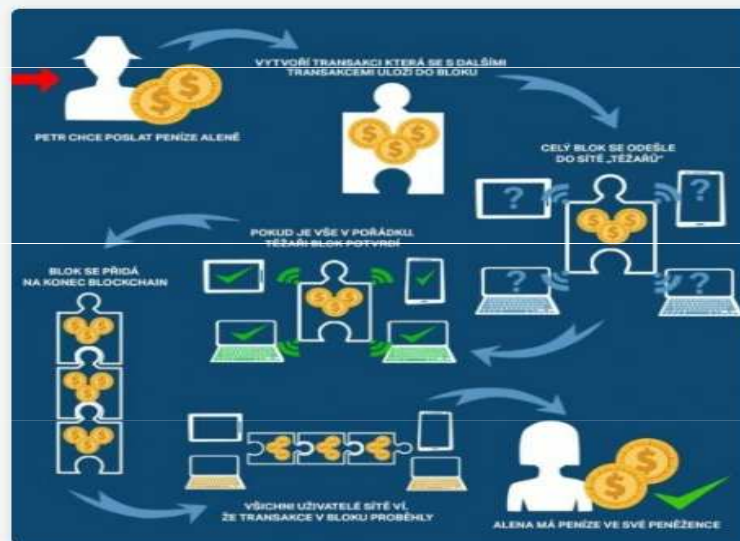 PETR CHCE POSLAT PENÍZE ALENĚ
VYTVOŘÍ TRANSAKCI KTERÁ SE S DALŠÍMI
TRANSAKCEMI ULOŽÍ DO BLOKU
CELÝ BLOK SE ODEŠLE
DO SÍTĚ „TĚŽAŘŮ"
? ?
? ?
POKUD JE VŠE V POŘÁDKU,
TĚŽAŘI BLOK POTVRDÍ
BLOK SE PŘIDÁ
NA KONEC BLOCKCHAIN
VŠICHNI UŽIVATELÉ SÍTĚ VÍ,
ŽE TRANSAKCE V BLOKU PROBĚHLY
ALENA MÁ PENÍZE VE SVÉ PENĚŽENCE